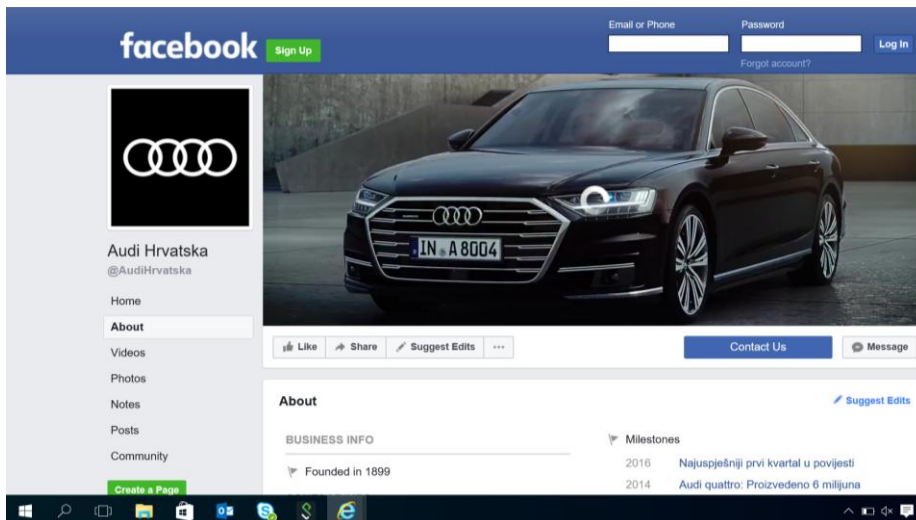 facebook
Sign Up
Email or Phone
Password
Log In
Forgot account?
IN A 8004
Audi Hrvatska
@AudiHrvatska
Home
About
Videos
Photos
Notes
Posts
Community
Create a Page
Like
Share
Suggest Edits
Contact Us
Message
About
Suggest Edits
BUSINESS INFO
Founded in 1899
Milestones
2016 Najuspješniji prvi kvartal u povijesti
2014 Audi quattro: Proizvedeno 6 milijuna